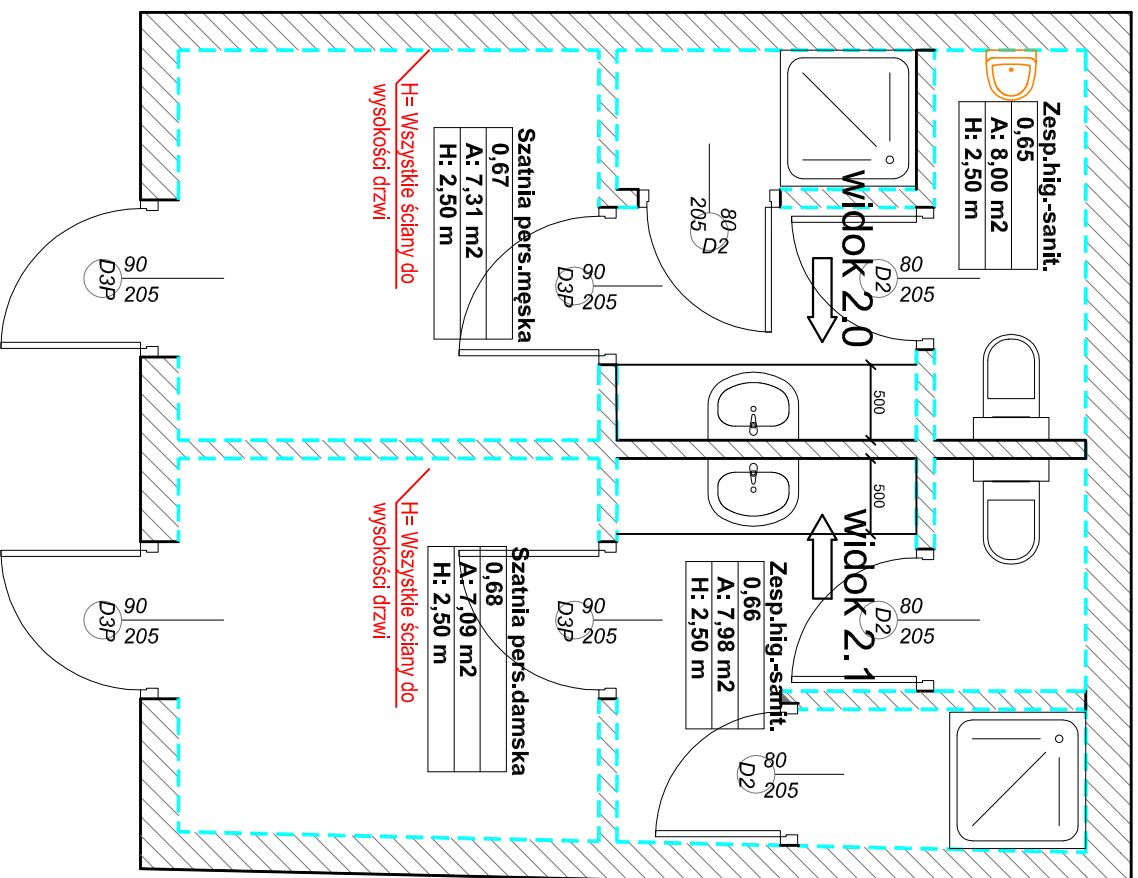 Zesp.hig.-sanit.
0,65
A: 8,00 m2
H: 2,50 m
Widok 2.0
80
205
D2
80
205
D2
Szatnia pers.męska
0,67
A: 7,31 m2
H: 2,50 m
H= Wszystkie ściany do
wysokości drzwi
90
205
D3P
90
205
D3P
500
500
Widok 2.1
80
205
D2
Zesp.hig.-sanit.
0,66
A: 7,98 m2
H: 2,50 m
80
205
D2
Szatnia pers.damska
0,68
A: 7,09 m2
H: 2,50 m
H= Wszystkie ściany do
wysokości drzwi
90
205
D3P
90
205
D3P